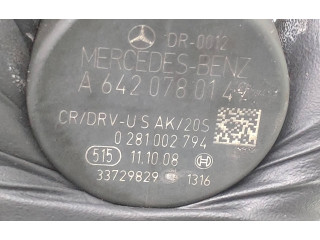 DR-0012
MERCEDES-BENZ
A 642 078 01 49
CR/DRV-U S AK/20S
0 281 002 794
515 11.10.08
33729829 1316